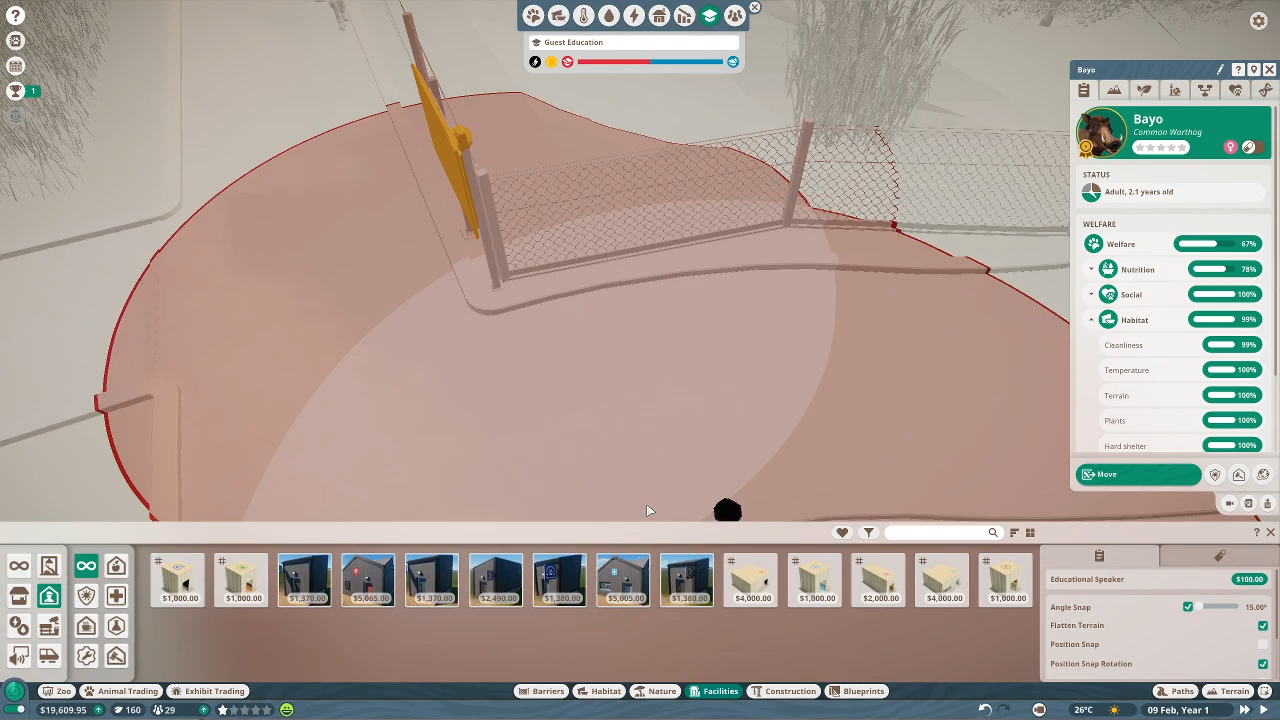 ?
1
Guest Education
Bayo
?
Bayo
Common Warthog
STATUS
Adult, 2.1 years old
WELFARE
Welfare 67%
Nutrition 78%
Social 100%
Habitat 99%
Cleanliness 99%
Temperature 100%
Terrain 100%
Plants 100%
Hard shelter 100%
Move
?
$1,000.00 $1,000.00 $1,370.00 $5,065.00 $1,370.00 $2,490.00 $1,380.00 $5,005.00 $1,380.00 $4,000.00 $1,000.00 $2,000.00 $4,000.00 $1,000.00
Educational Speaker $100.00
Angle Snap 15.00°
Flatten Terrain
Position Snap
Position Snap Rotation
Zoo Animal Trading Exhibit Trading Barriers Habitat Nature Facilities Construction Blueprints Paths Terrain
$19,609.95 160 29 26°C 09 Feb, Year 1